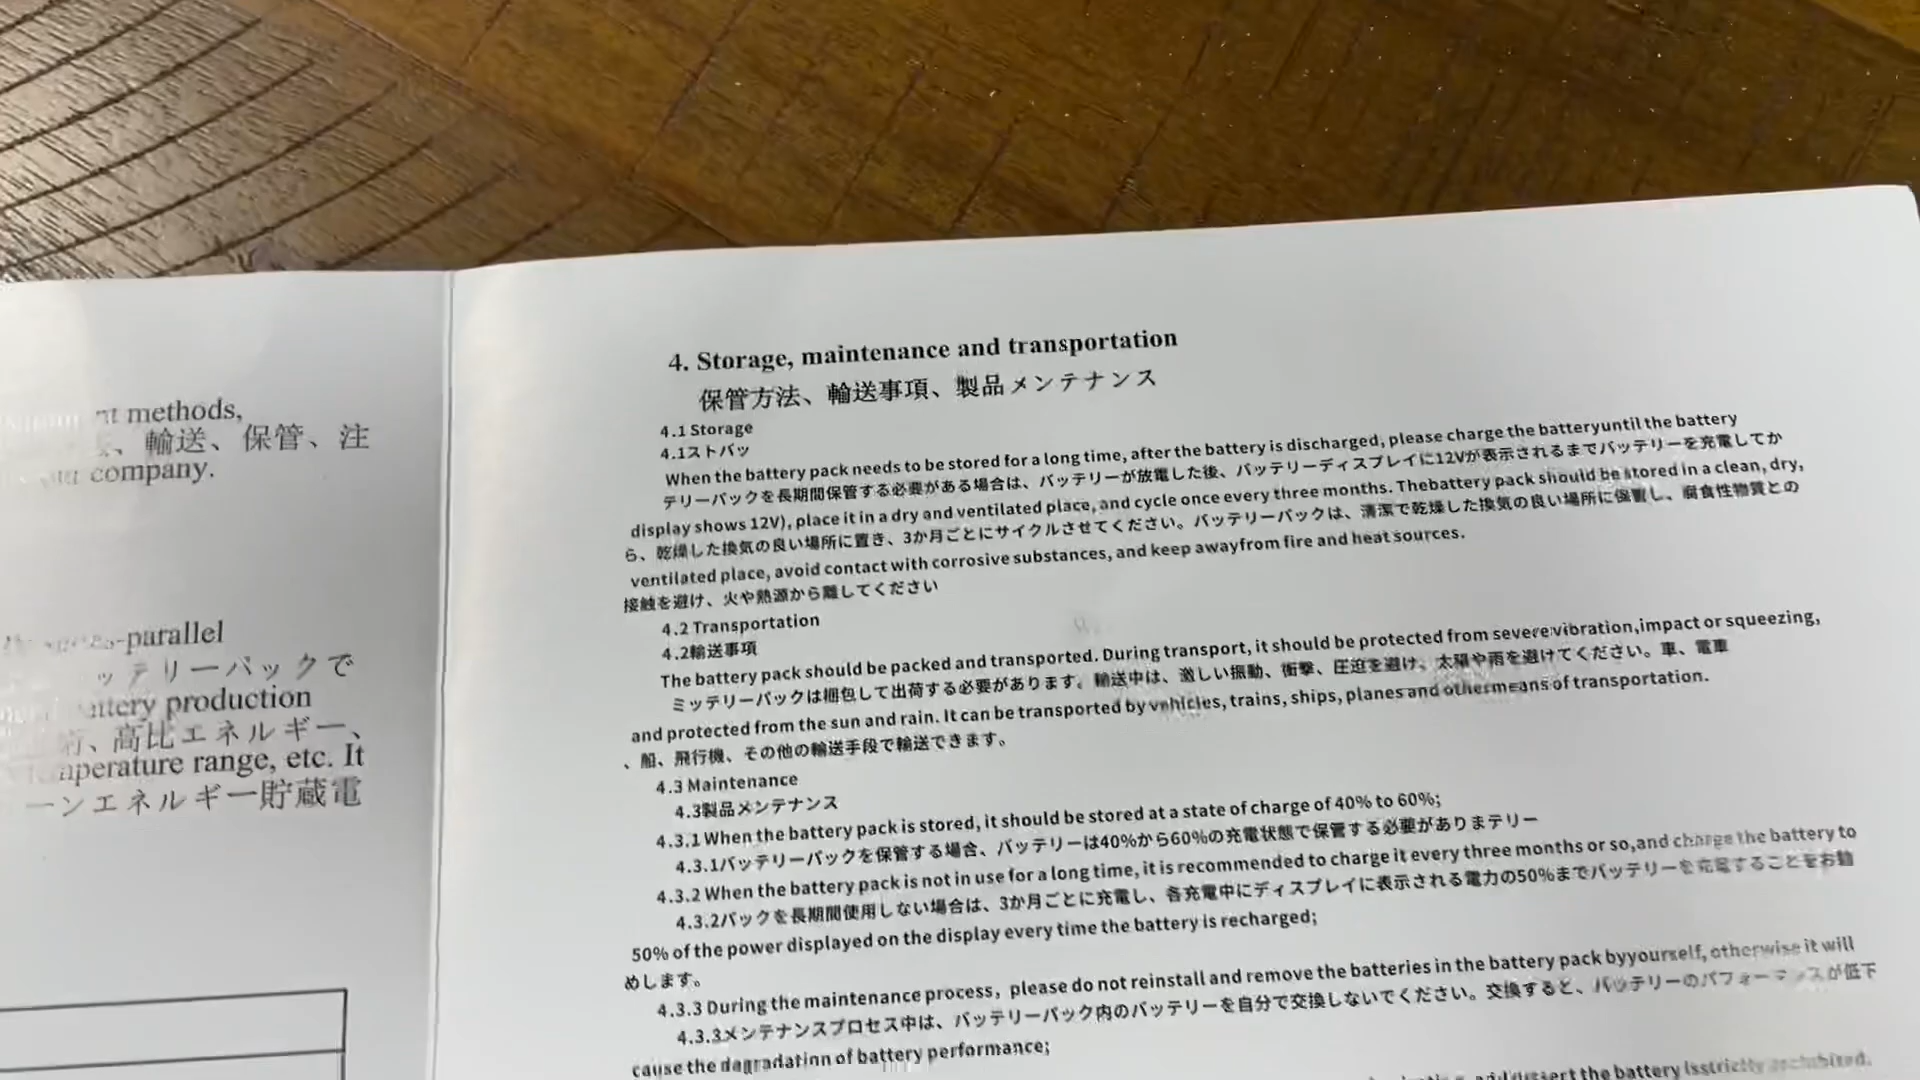 methods,
、輸送、保管、注
company.
-parallel
ッテリーパックで
battery production
、高比エネルギー、
temperature range, etc. It
ーンエネルギー貯蔵電
4. Storage, maintenance and transportation
保管方法、輸送事項、製品メンテナンス
4.1 Storage
4.1ストバッ
When the battery pack needs to be stored for a long time, after the battery is discharged, please charge the batteryuntil the battery
テリーバックを長期間保管する必要がある場合は、バッテリーが放電した後、バッテリーディスプレイに12Vが表示されるまでバッテリーを充電してか
display shows 12V), place it in a dry and ventilated place, and cycle once every three months. Thebattery pack should be stored in a clean, dry,
ら、乾燥した換気の良い場所に置き、3か月ごとにサイクルさせてください。バッテリーバックは、清潔で乾燥した換気の良い場所に保管し、腐食性物質との
ventilated place, avoid contact with corrosive substances, and keep awayfrom fire and heat sources.
接触を避け、火や熱源から離してください
4.2 Transportation
4.2輸送事項
The battery pack should be packed and transported. During transport, it should be protected from severe vibration,impact or squeezing,
ミッテリーバックは梱包して出荷する必要があります。輸送中は、激しい振動、衝撃、圧迫を避け、太陽や雨を避けてください。車、電車
and protected from the sun and rain. It can be transported by vehicles, trains, ships, planes and othermeans of transportation.
、船、飛行機、その他の輸送手段で輸送できます。
4.3 Maintenance
4.3製品メンテナンス
4.3.1 When the battery pack is stored, it should be stored at a state of charge of 40% to 60%;
4.3.1バッテリーバックを保管する場合、バッテリーは40%から60%の充電状態で保管する必要がありまテリー
4.3.2 When the battery pack is not in use for a long time, it is recommended to charge it every three months or so,and charge the battery to
4.3.2バックを長期間使用しない場合は、3か月ごとに充電し、各充電中にディスプレイに表示される電力の50%までバッテリーを充電することをお勧
50% of the power displayed on the display every time the battery is recharged;
めします。
4.3.3 During the maintenance process, please do not reinstall and remove the batteries in the battery pack byyourself, otherwise it will
4.3.3メンテナンスプロセス中は、バッテリーバック内のバッテリーを自分で交換しないでください。交換すると、バッテリーのパフォーマンスが低下
cause the degradation of battery performance;
the battery isstrictly prohibited.